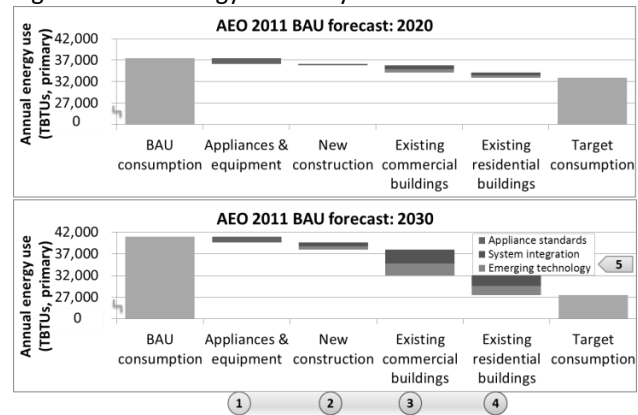 AEO 2011 BAU forecast: 2020
Annual energy use
(TBTUs, primary)
42,000
37,000
32,000
27,000
0
BAU consumption
Appliances & equipment
New construction
Existing commercial buildings
Existing residential buildings
Target consumption
AEO 2011 BAU forecast: 2030
Annual energy use
(TBTUs, primary)
42,000
37,000
32,000
27,000
0
Appliance standards
System integration
Emerging technology
5
BAU consumption
Appliances & equipment
New construction
Existing commercial buildings
Existing residential buildings
Target consumption
1 2 3 4